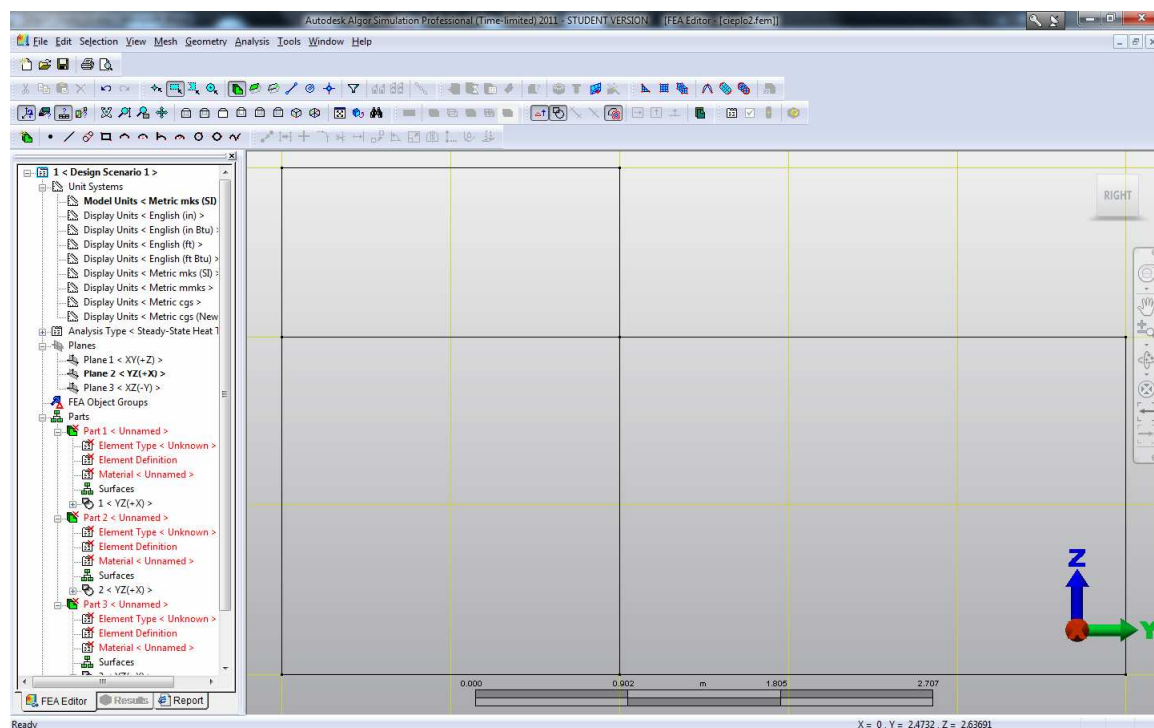 Autodesk Algor Simulation Professional (Time-limited) 2011 - STUDENT VERSION [FEA Editor - [cieplo2.fem]]
File Edit Selection View Mesh Geometry Analysis Tools Window Help
1 < Design Scenario 1 >
Unit Systems
Model Units < Metric mks (SI)
Display Units < English (in) >
Display Units < English (in Btu) >
Display Units < English (ft) >
Display Units < English (ft Btu) >
Display Units < Metric mks (SI) >
Display Units < Metric mmks >
Display Units < Metric cgs >
Display Units < Metric cgs (New
Analysis Type < Steady-State Heat T
Planes
Plane 1 < XY(+Z) >
Plane 2 < YZ(+X) >
Plane 3 < XZ(-Y) >
FEA Object Groups
Parts
Part 1 < Unnamed >
Element Type < Unknown >
Element Definition
Material < Unnamed >
Surfaces
1 < YZ(+X) >
Part 2 < Unnamed >
Element Type < Unknown >
Element Definition
Material < Unnamed >
Surfaces
2 < YZ(+X) >
Part 3 < Unnamed >
Element Type < Unknown >
Element Definition
Material < Unnamed >
Surfaces
FEA Editor Results Report
RIGHT
Z
Y
0.000 0.902 m 1.805 2.707
Ready X = 0 , Y = 2.4732 , Z = 2.63691